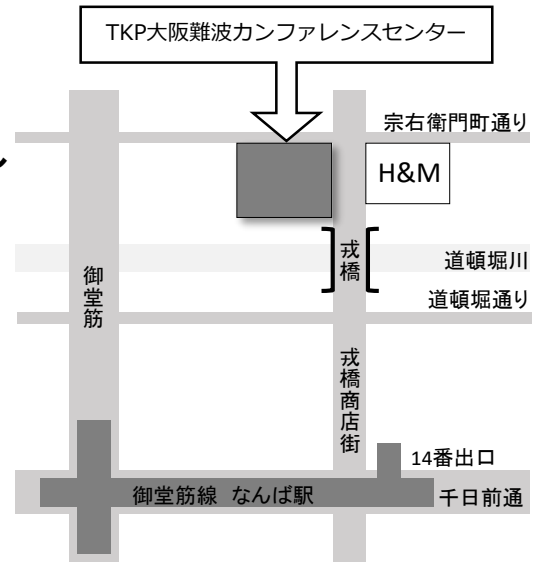 TKP大阪難波カンファレンスセンター
宗右衛門町通り
H&M
戎橋
道頓堀川
御堂筋
道頓堀通り
戎橋商店街
14番出口
御堂筋線 なんば駅
千日前通